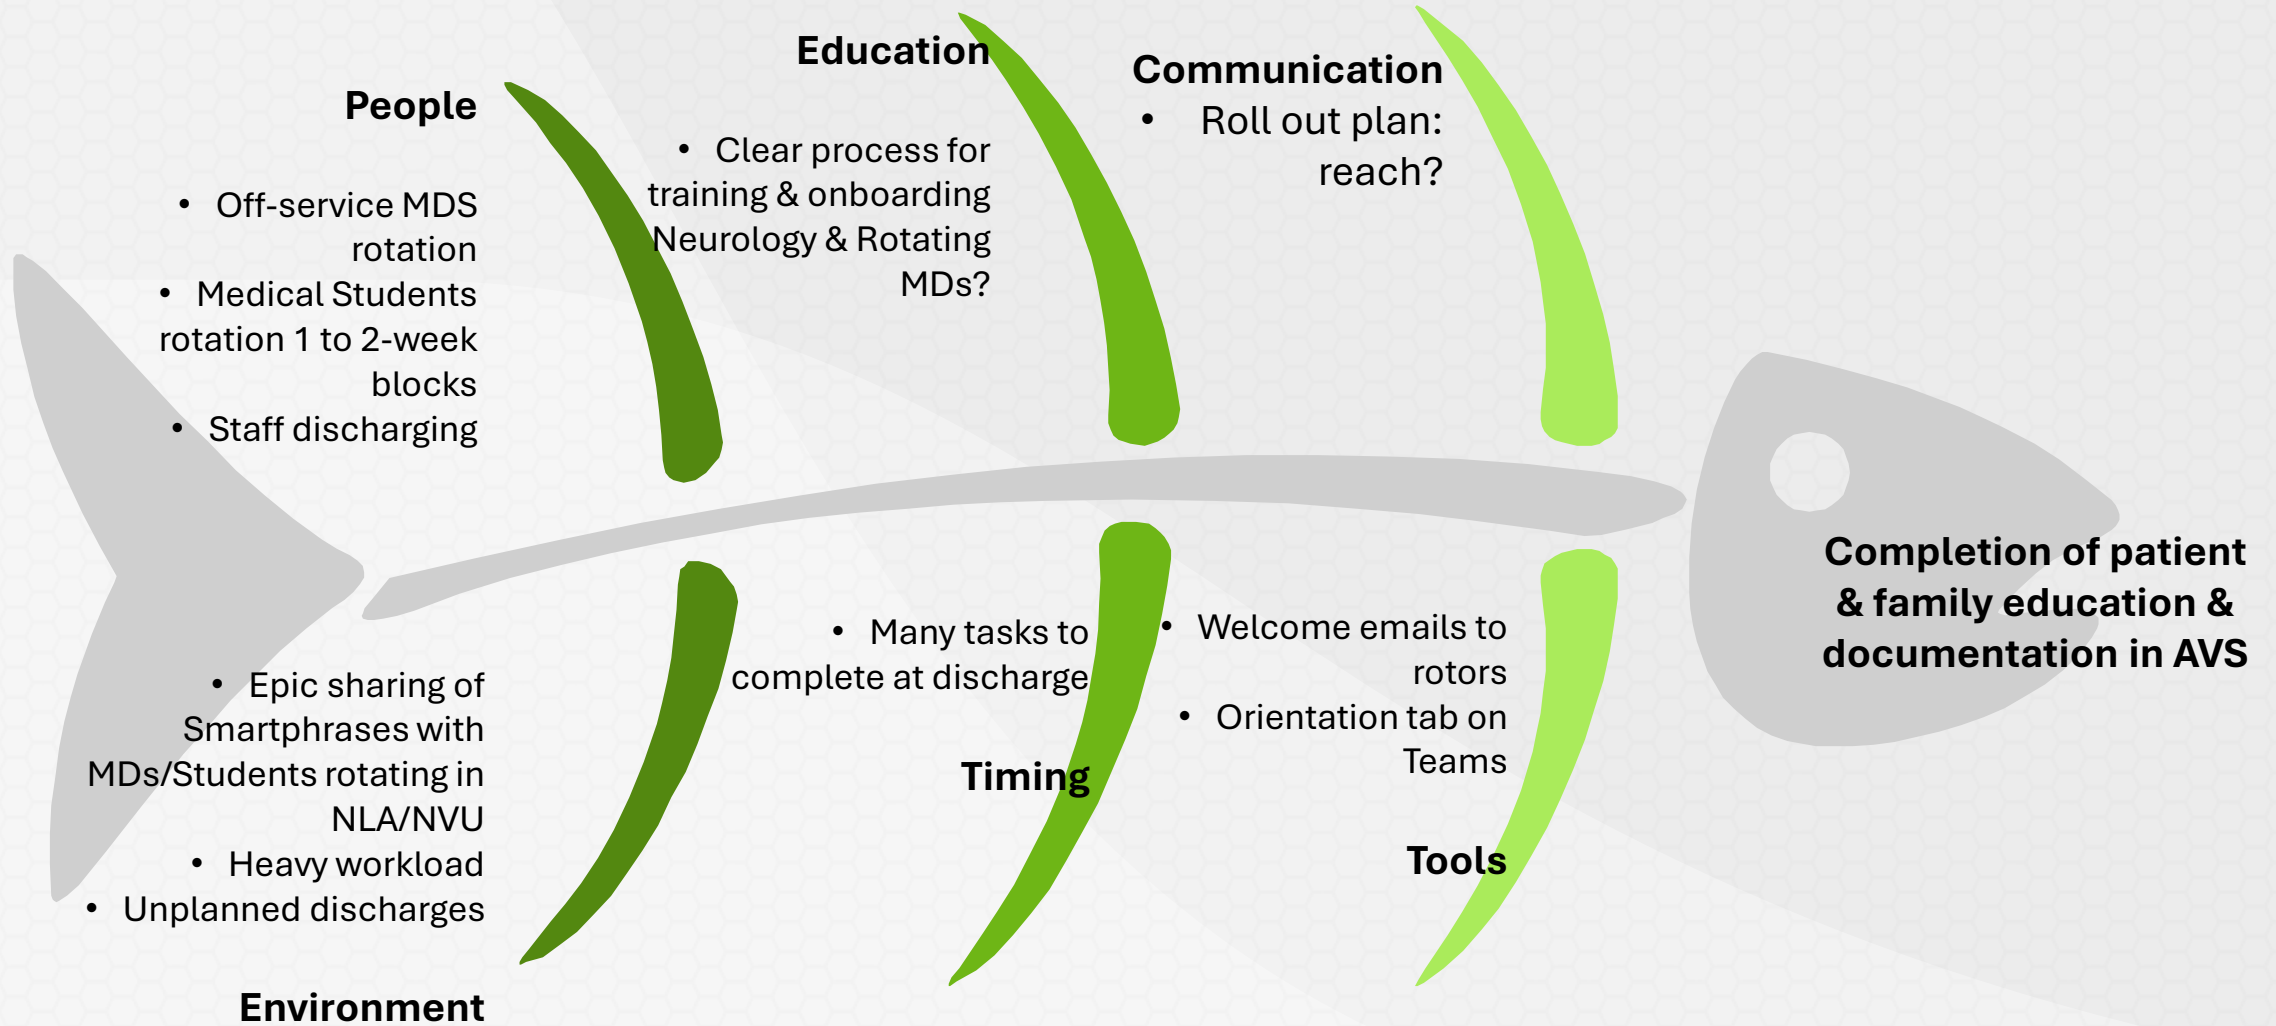 People
• Off-service MDS
rotation
• Medical Students
rotation 1 to 2-week
blocks
• Staff discharging
Education
• Clear process for
training & onboarding
Neurology & Rotating
MDs?
Communication
• Roll out plan:
reach?
• Epic sharing of
Smartphrases with
MDs/Students rotating in
NLA/NVU
• Heavy workload
• Unplanned discharges
Environment
• Many tasks to
complete at discharge
Timing
• Welcome emails to
rotors
• Orientation tab on
Teams
Tools
Completion of patient
& family education &
documentation in AVS